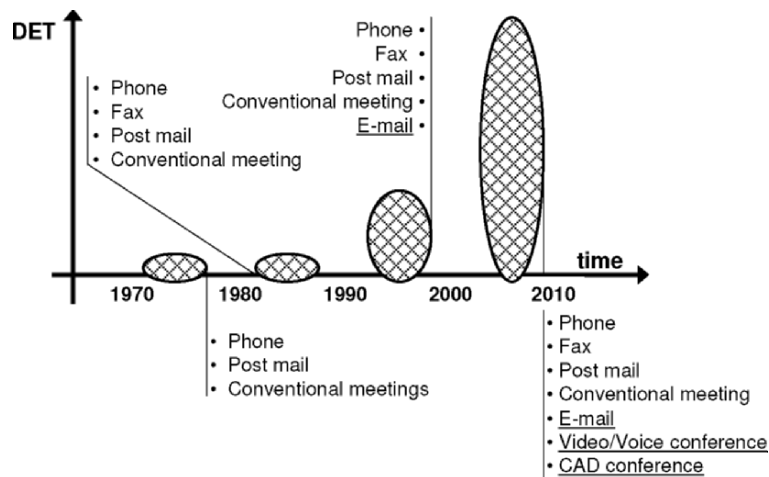 DET
Phone
Fax
Post mail
Conventional meeting
Phone
Fax
Post mail
Conventional meeting
E-mail
time
1970 1980 1990 2000 2010
Phone
Post mail
Conventional meetings
Phone
Fax
Post mail
Conventional meeting
E-mail
Video/Voice conference
CAD conference